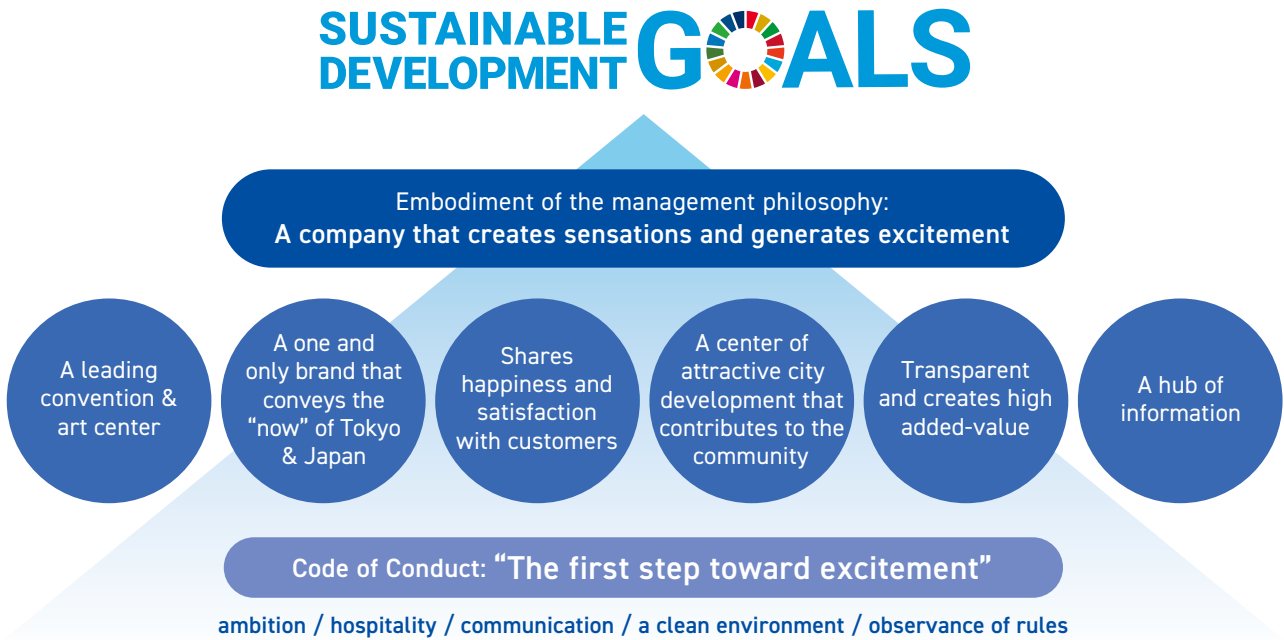 SUSTAINABLE
DEVELOPMENT
GOALS
Embodiment of the management philosophy:
A company that creates sensations and generates excitement
A leading
convention &
art center
A one and
only brand that
conveys the
“now” of Tokyo
& Japan
Shares
happiness and
satisfaction
with customers
A center of
attractive city
development that
contributes to the
community
Transparent
and creates high
added-value
A hub of
information
Code of Conduct: “The first step toward excitement”
ambition / hospitality / communication / a clean environment / observance of rules